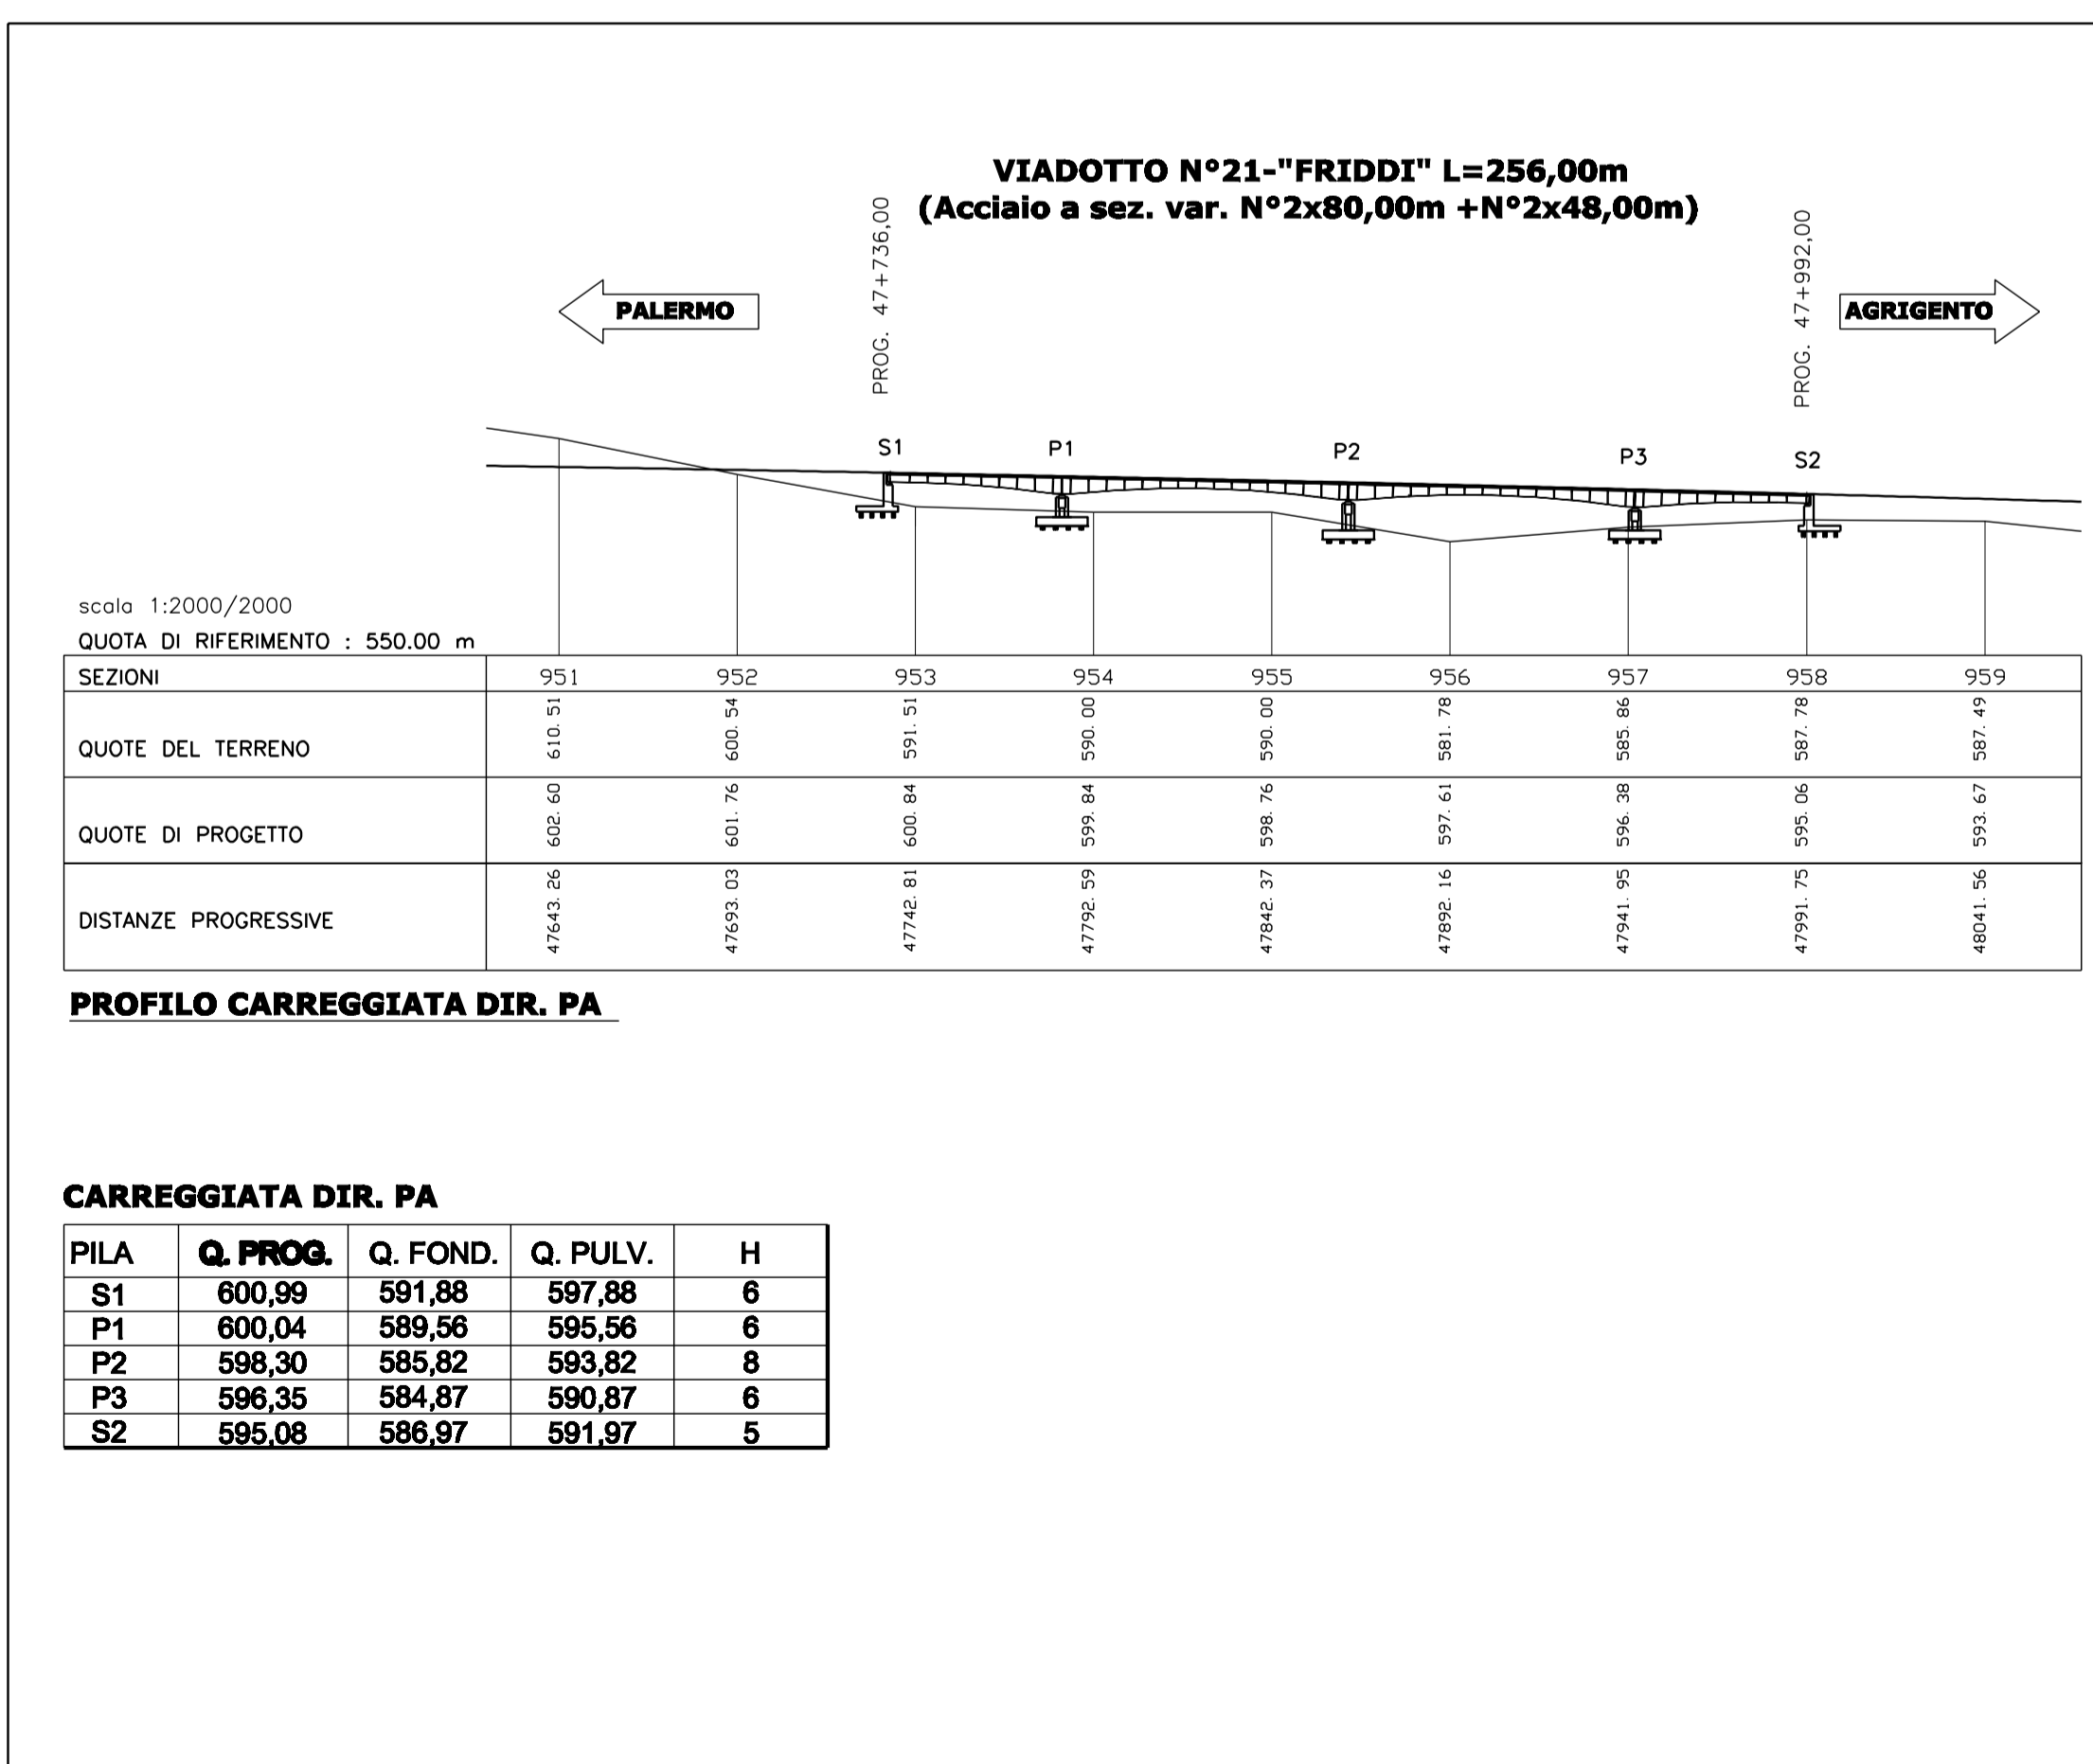 VIADOTTO N°21-"FRIDDI" L=256,00m
(Acciaio a sez. var. N°2x80,00m +N°2x48,00m)
PROG. 47+736,00
PROG. 47+992,00
PALERMO
AGRIGENTO
S1 P1 P2 P3 S2
scala 1:2000/2000
QUOTA DI RIFERIMENTO : 550.00 m
SEZIONI 951 952 953 954 955 956 957 958 959
QUOTE DEL TERRENO 610. 51 600. 54 591. 51 590. 00 590. 00 581. 78 585. 86 587. 78 587. 49
QUOTE DI PROGETTO 602. 60 601. 76 600. 84 599. 84 598. 76 597. 61 596. 38 595. 06 593. 67
DISTANZE PROGRESSIVE 47643. 26 47693. 03 47742. 81 47792. 59 47842. 37 47892. 16 47941. 95 47991. 75 48041. 56
PROFILO CARREGGIATA DIR. PA
CARREGGIATA DIR. PA
PILA Q. PROG. Q. FOND. Q. PULV. H
S1 600,99 591,88 597,88 6
P1 600,04 589,56 595,56 6
P2 598,30 585,82 593,82 8
P3 596,35 584,87 590,87 6
S2 595,08 586,97 591,97 5